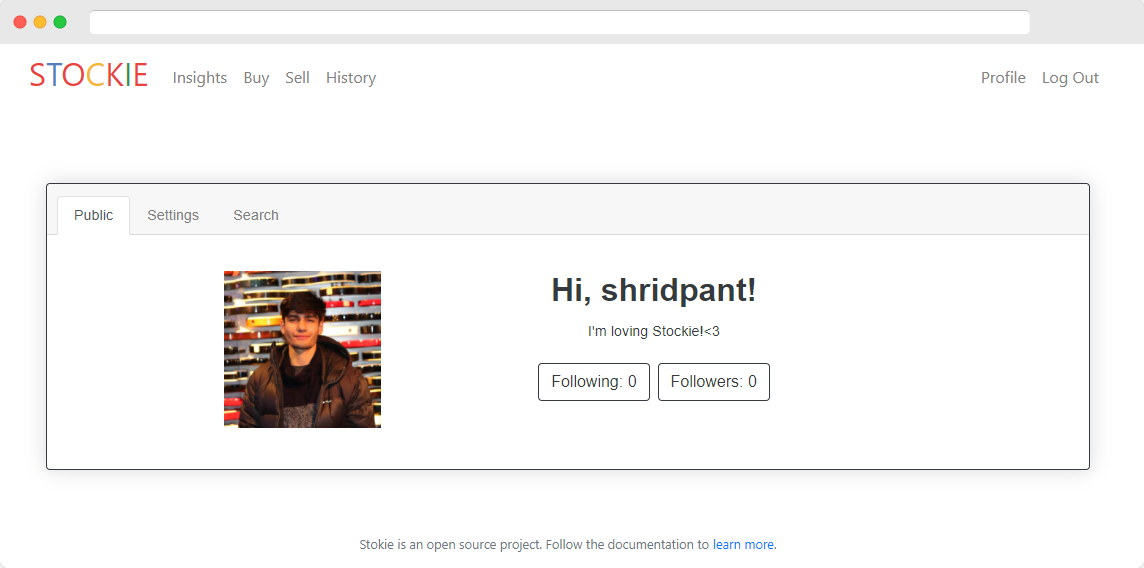 STOCKIE Insights Buy Sell History Profile Log Out
Public Settings Search
Hi, shridpant!
I'm loving Stockie!<3
Following: 0 Followers: 0
Stokie is an open source project. Follow the documentation to learn more.